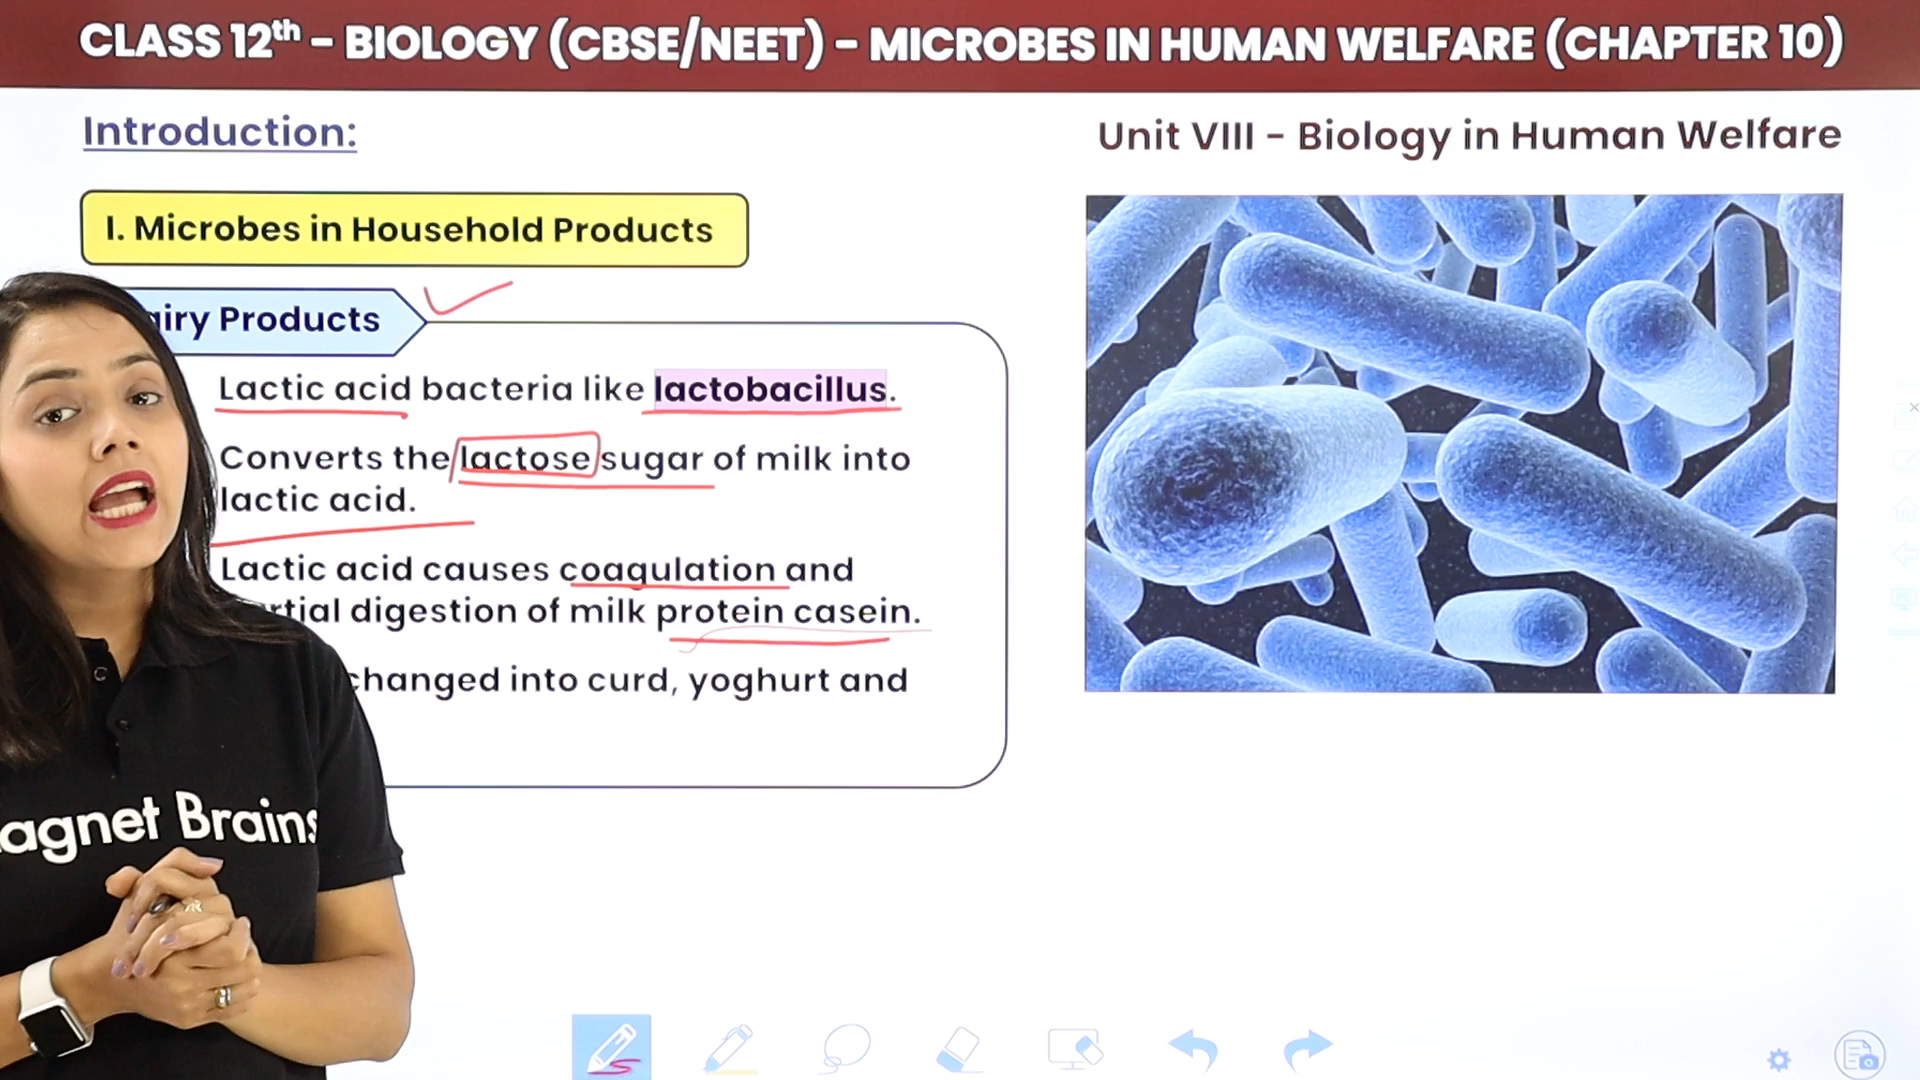 CLASS 12th – BIOLOGY (CBSE/NEET) – MICROBES IN HUMAN WELFARE (CHAPTER 10)
Introduction:
Unit VIII – Biology in Human Welfare
I. Microbes in Household Products
airy Products
Lactic acid bacteria like lactobacillus.
Converts the lactose sugar of milk into
lactic acid.
Lactic acid causes coagulation and
rtial digestion of milk protein casein.
changed into curd, yoghurt and
agnet Brains